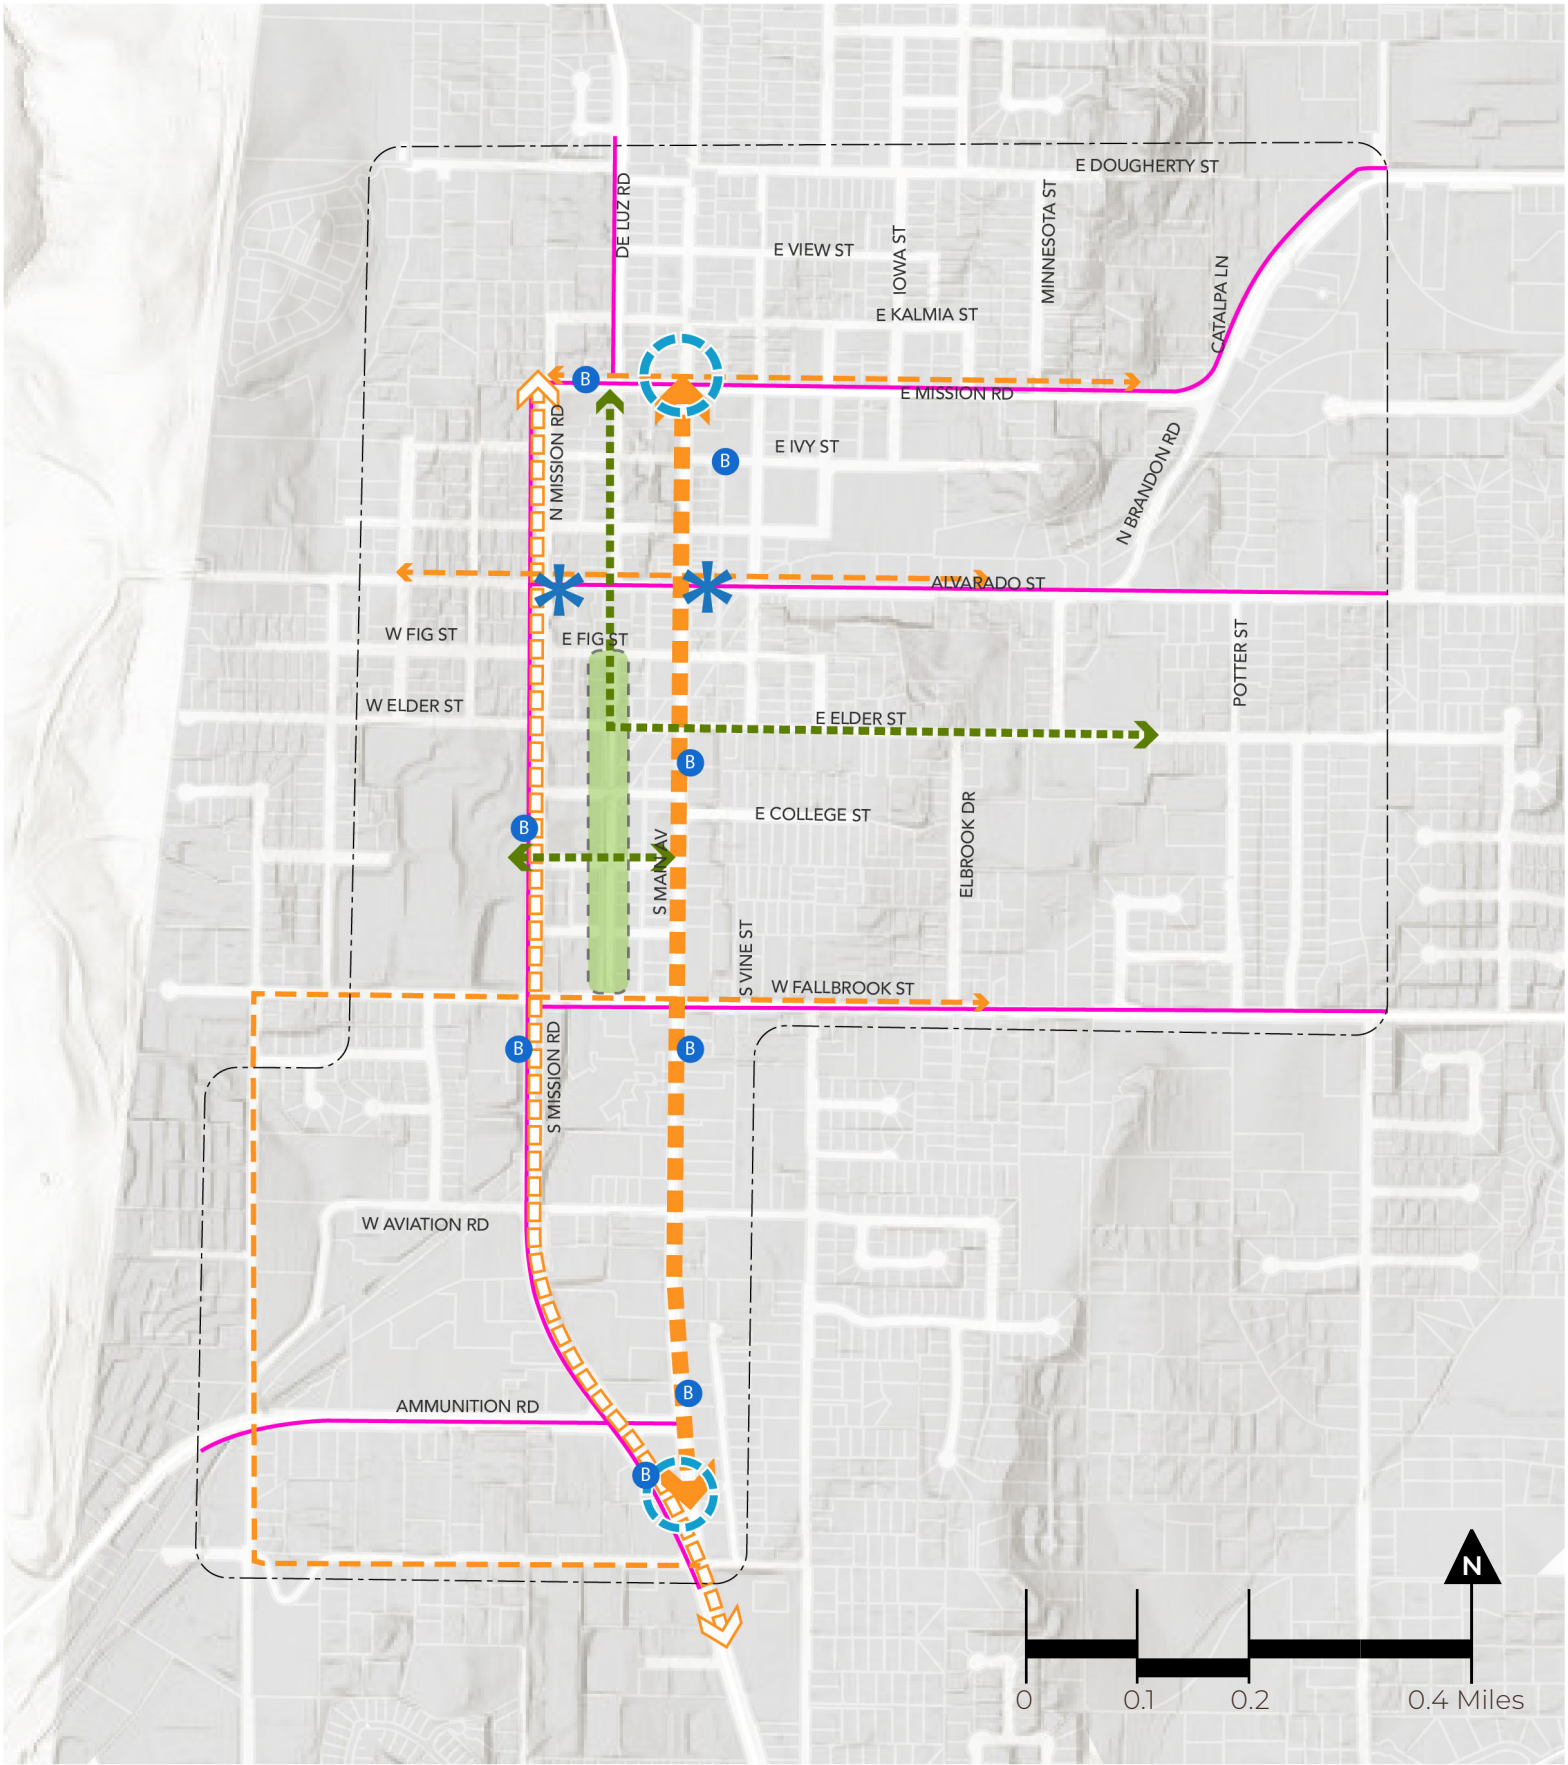 E DOUGHERTY ST
DE LUZ RD
MINNESOTA ST
IOWA ST
E VIEW ST
CATALPA LN
E KALMIA ST
B
E MISSION RD
N MISSION RD
E IVY ST
B
N BRANDON RD
ALVARADO ST
W FIG ST
E FIG ST
POTTER ST
W ELDER ST
E ELDER ST
B
E COLLEGE ST
B
ELBROOK DR
S MAIN AV
S VINE ST
W FALLBROOK ST
B
S MISSION RD
B
W AVIATION RD
B
AMMUNITION RD
B
N
0
0.1
0.2
0.4 Miles